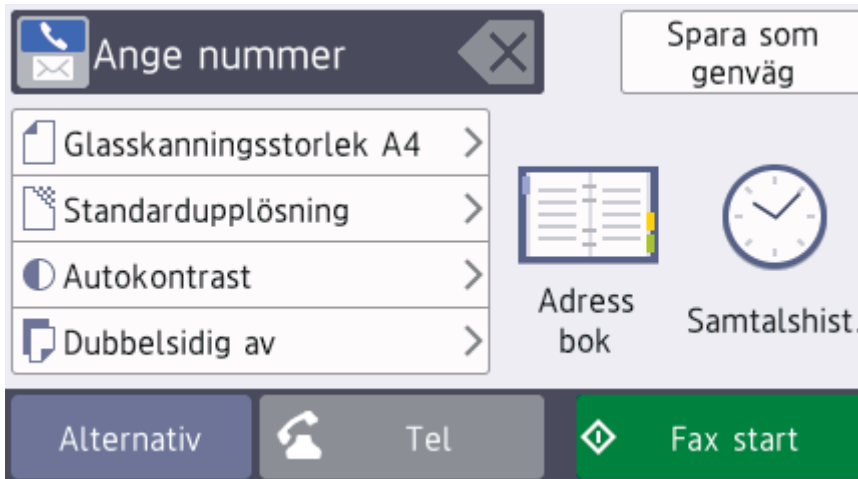 Ange nummer
Spara som
genväg
Glasskanningsstorlek A4
Standardupplösning
Autokontrast
Dubbelsidig av
Adress
bok
Samtalshist.
Alternativ
Tel
Fax start